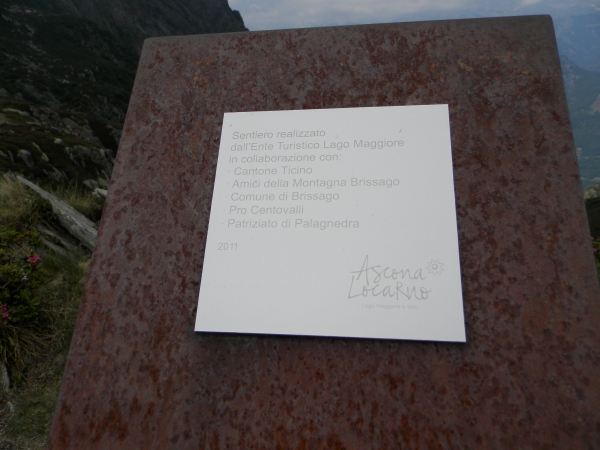 Sentiero realizzato
dall'Ente Turistico Lago Maggiore
in collaborazione con:
· Cantone Ticino
· Amici della Montagna Brissago
· Comune di Brissago
· Pro Centovalli
· Patriziato di Palagnedra
2011
Ascona
Locarno